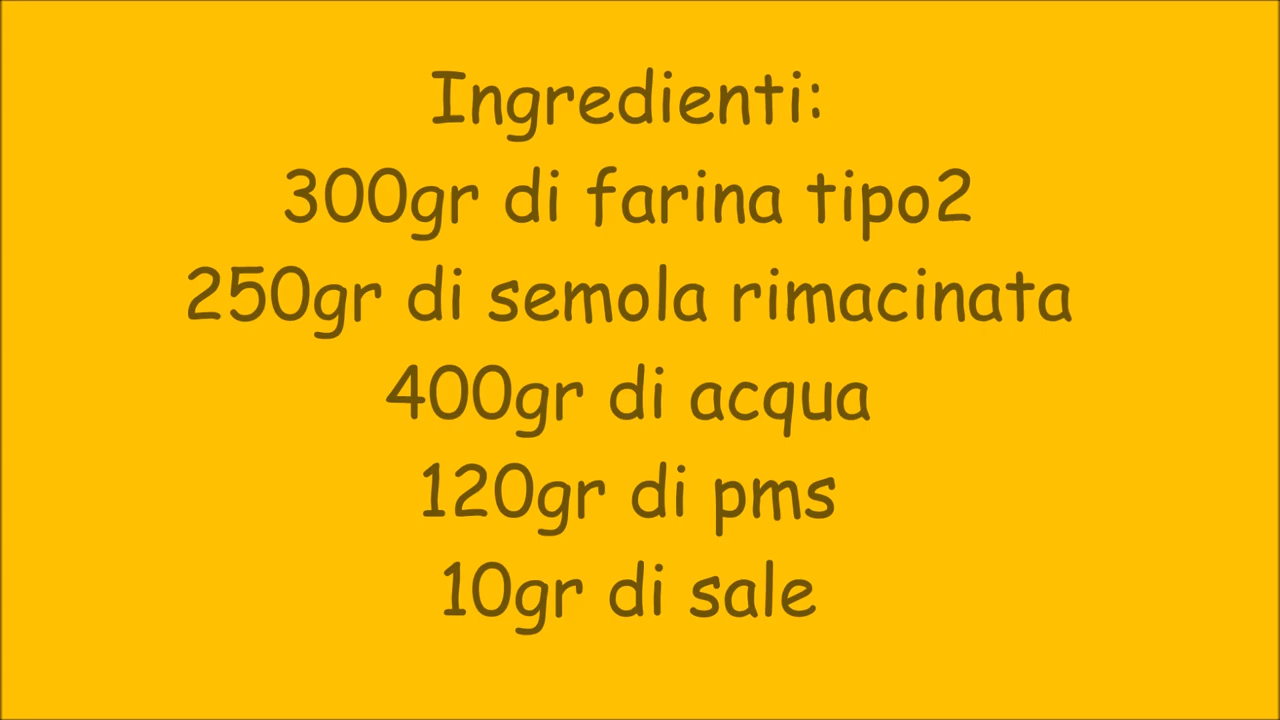 Ingredienti:
300gr di farina tipo2
250gr di semola rimacinata
400gr di acqua
120gr di pms
10gr di sale